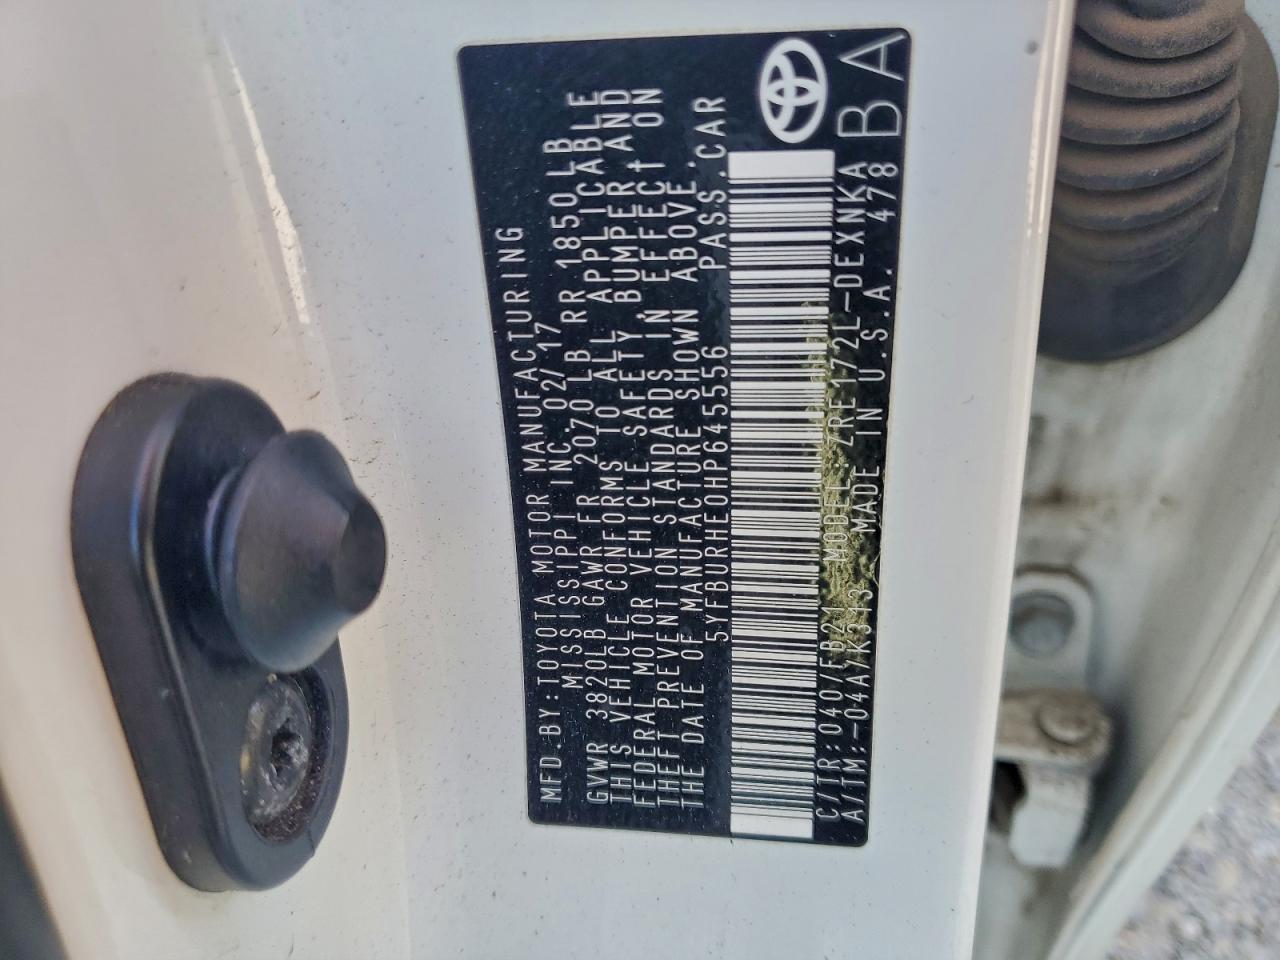 MFD.BY:TOYOTA MOTOR MANUFACTURING
MISSISSIPPI INC. 02/17
GVWR 3820LB GAWR FR 2070LB RR 1850LB
THIS VEHICLE CONFORMS TO ALL APPLICABLE
FEDERAL MOTOR VEHICLE SAFETY, BUMPER, AND
THEFT PREVENTION STANDARDS IN EFFECT ON
THE DATE OF MANUFACTURE SHOWN ABOVE.
5YFBURHE0HP645556 PASS.CAR
C/TR:040/FB21 MODEL:ZRE172L-DEXNKA
A/TM:-04A/K313 MADE IN U.S.A. 478
BA